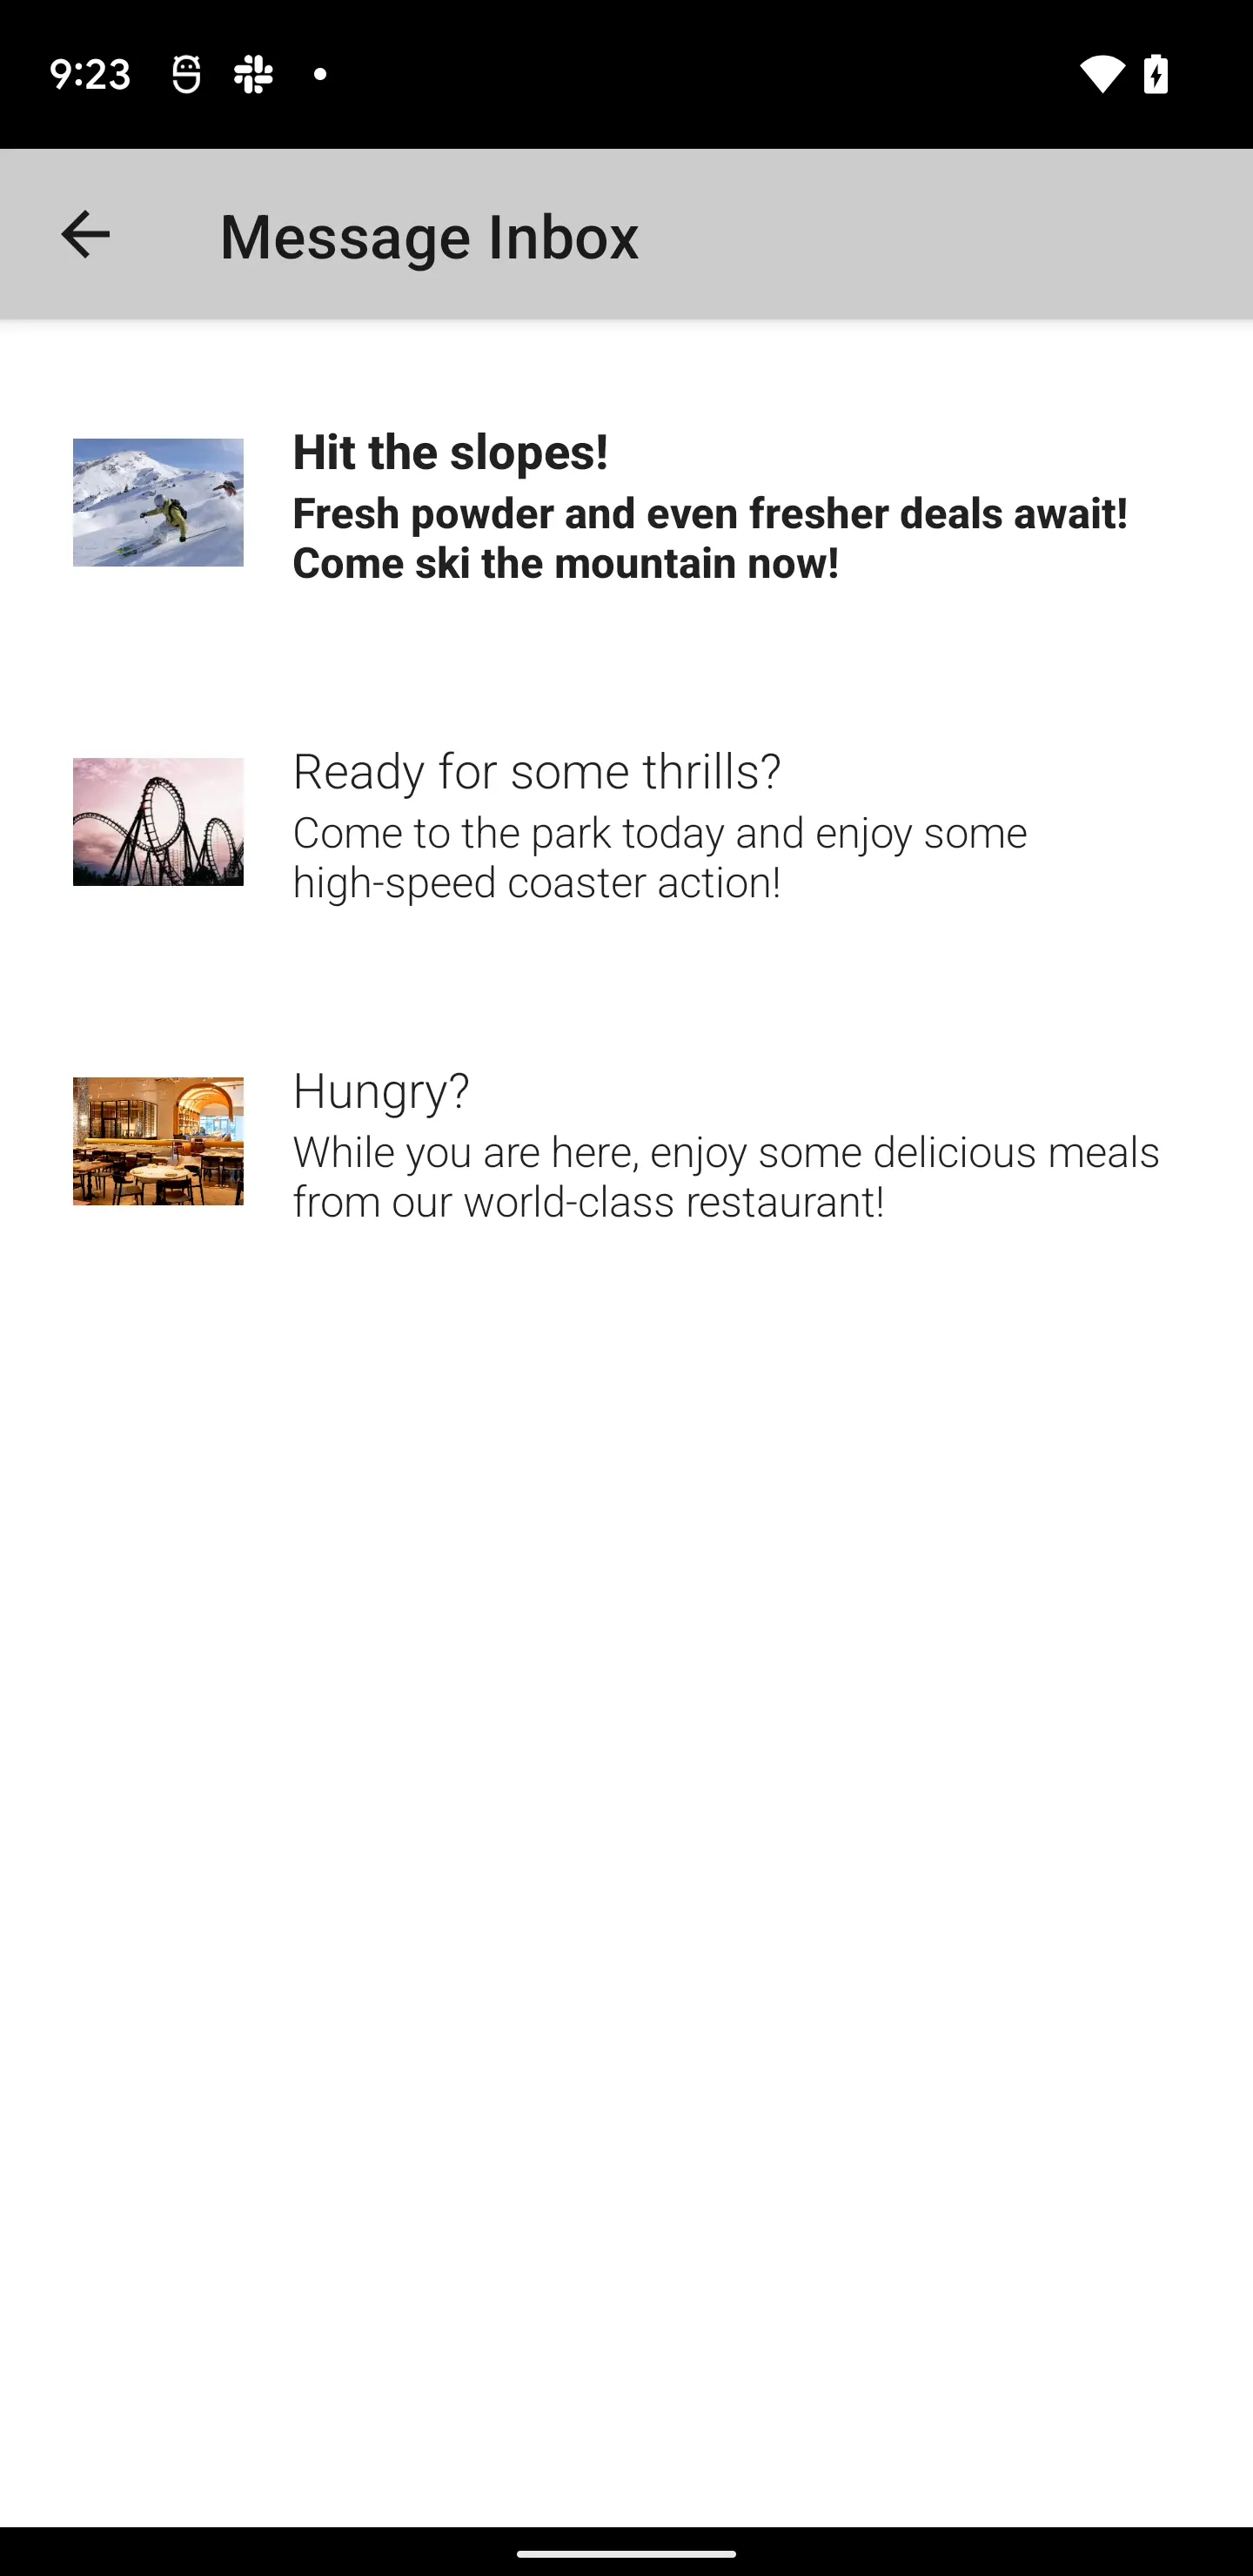 9:23
Message Inbox
Hit the slopes!
Fresh powder and even fresher deals await!
Come ski the mountain now!
Ready for some thrills?
Come to the park today and enjoy some
high-speed coaster action!
Hungry?
While you are here, enjoy some delicious meals
from our world-class restaurant!